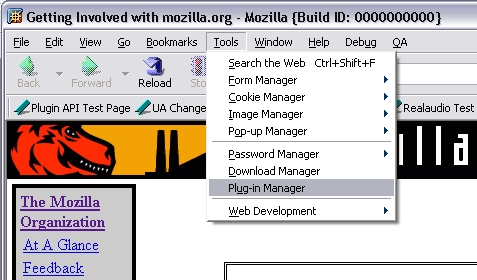 Getting Involved with mozilla.org - Mozilla {Build ID: 0000000000}
File Edit View Go Bookmarks Tools Window Help Debug QA
Back Forward Reload Sto
Search the Web Ctrl+Shift+F
Form Manager
Cookie Manager
Image Manager
Pop-up Manager
Password Manager
Download Manager
Plug-in Manager
Web Development
Plugin API Test Page UA Change Realaudio Test
illa
The Mozilla
Organization
At A Glance
Feedback